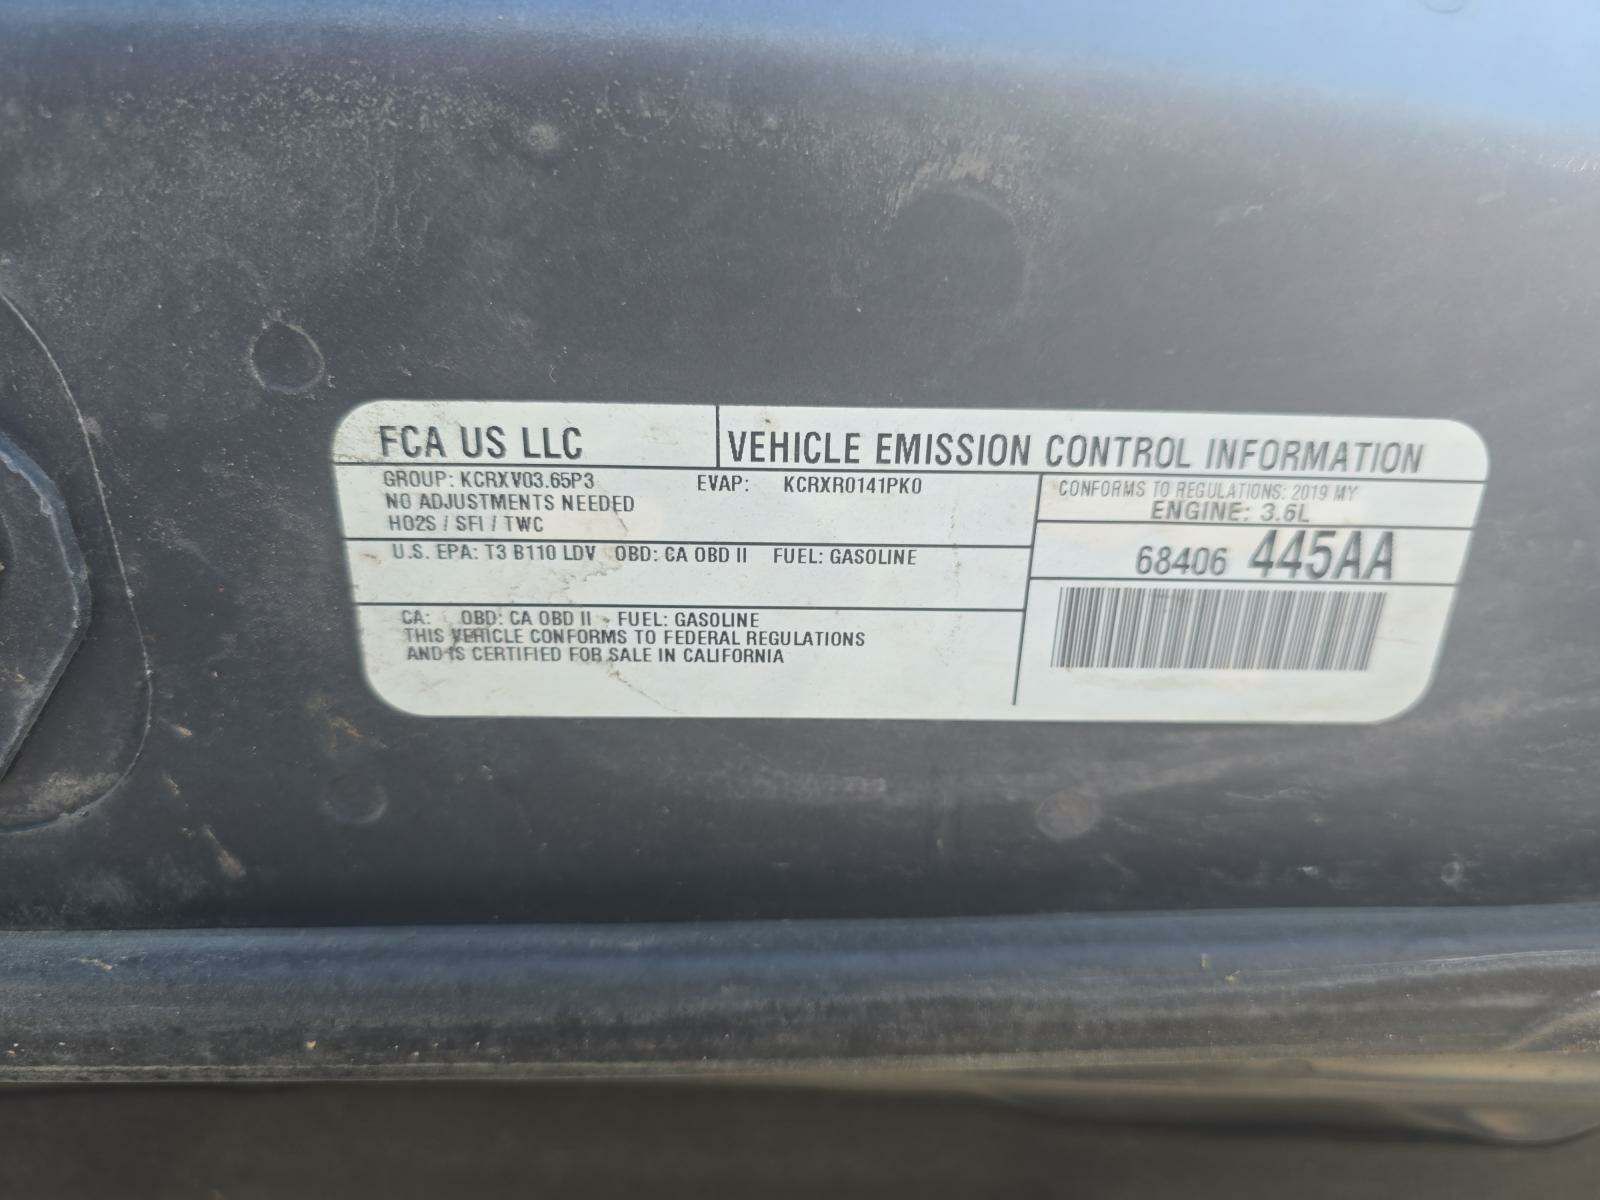 FCA US LLC
VEHICLE EMISSION CONTROL INFORMATION
GROUP: KCRXV03.65P3 EVAP: KCRXR0141PK0
NO ADJUSTMENTS NEEDED
HO2S / SFI / TWC
CONFORMS TO REGULATIONS: 2019 MY
ENGINE: 3.6L
U.S. EPA: T3 B110 LDV OBD: CA OBD II FUEL: GASOLINE
68406 445AA
CA: OBD: CA OBD II FUEL: GASOLINE
THIS VEHICLE CONFORMS TO FEDERAL REGULATIONS
AND IS CERTIFIED FOR SALE IN CALIFORNIA